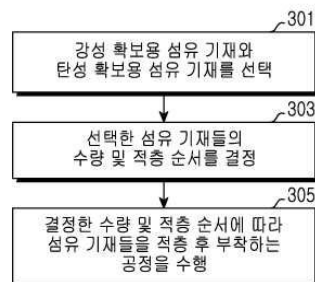 301
강성 확보용 섬유 기재와
탄성 확보용 섬유 기재를 선택
303
선택한 섬유 기재들의
수량 및 적층 순서를 결정
305
결정한 수량 및 적층 순서에 따라
섬유 기재들을 적층 후 부착하는
공정을 수행